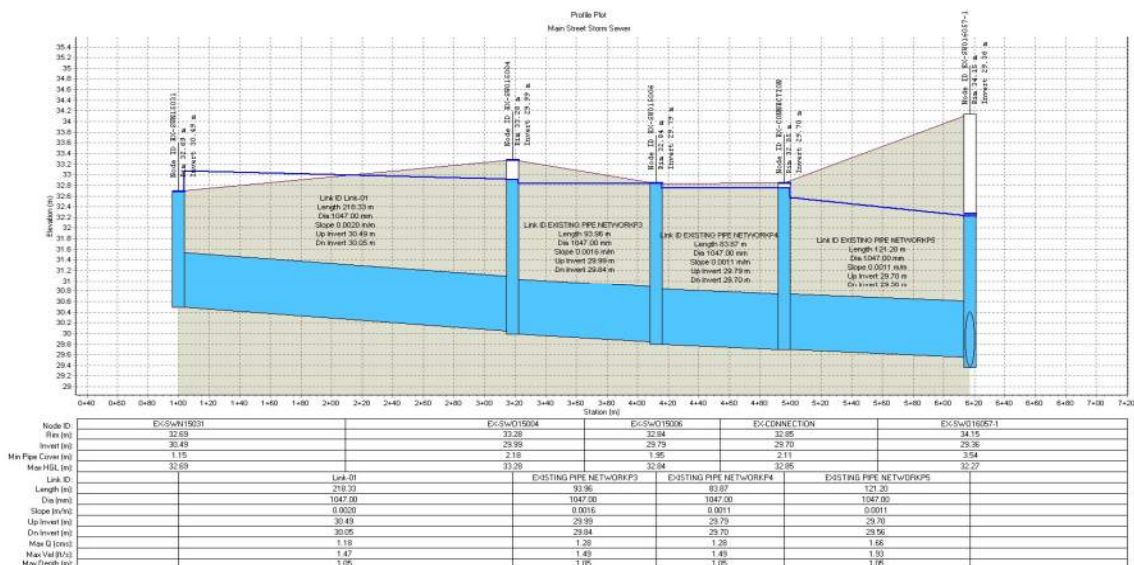 Profile Plot
Main Street Storm Sewer
Node ID EX-SWN15031
Rim 32.69 m
Invert 30.49 m
Node ID EX-SWO15004
Rim 33.28 m
Invert 29.99 m
Node ID EX-SWO15006
Rim 32.84 m
Invert 29.79 m
Node ID EX-CONNECTION
Rim 32.85 m
Invert 29.70 m
Node ID EX-SWO16057-1
Rim 34.15 m
Invert 29.36 m
Elevation (m)
35.4
35.2
35
34.8
34.6
34.4
34.2
34
33.8
33.6
33.4
33.2
33
32.8
32.6
32.4
32.2
32
31.8
31.6
31.4
31.2
31
30.8
30.6
30.4
30.2
30
29.8
29.6
29.4
29.2
29
Link ID Link-01
Length 218.33 m
Dia 1047.00 mm
Slope 0.0020 m/m
Up Invert 30.49 m
Dn Invert 30.05 m
Link ID EXISTING PIPE NETWORKP3
Length 93.96 m
Dia 1047.00 mm
Slope 0.0016 m/m
Up Invert 29.99 m
Dn Invert 29.84 m
Link ID EXISTING PIPE NETWORKP4
Length 83.87 m
Dia 1047.00 mm
Slope 0.0011 m/m
Up Invert 29.79 m
Dn Invert 29.70 m
Link ID EXISTING PIPE NETWORKP5
Length 121.20 m
Dia 1047.00 mm
Slope 0.0011 m/m
Up Invert 29.70 m
Dn Invert 29.56 m
0+40 0+60 0+80 1+00 1+20 1+40 1+60 1+80 2+00 2+20 2+40 2+60 2+80 3+00 3+20 3+40 3+60 3+80 4+00 4+20 4+40 4+60 4+80 5+00 5+20 5+40 5+60 5+80 6+00 6+20 6+40 6+60 6+80 7+00 7+20
Station (m)
Node ID: EX-SWN15031 EX-SWO15004 EX-SWO15006 EX-CONNECTION EX-SWO16057-1
Rim (m): 32.69 33.28 32.84 32.85 34.15
Invert (m): 30.49 29.99 29.79 29.70 29.36
Min Pipe Cover (m): 1.15 2.18 1.95 2.11 3.54
Max HGL (m): 32.69 33.28 32.84 32.85 32.27
Link ID: Link-01 EXISTING PIPE NETWORKP3 EXISTING PIPE NETWORKP4 EXISTING PIPE NETWORKP5
Length (m): 218.33 93.96 83.87 121.20
Dia (mm): 1047.00 1047.00 1047.00 1047.00
Slope (m/m): 0.0020 0.0016 0.0011 0.0011
Up Invert (m): 30.49 29.99 29.79 29.70
Dn Invert (m): 30.05 29.84 29.70 29.56
Max Q (cms): 1.18 1.28 1.28 1.66
Max Vel (ft/s): 1.47 1.49 1.49 1.93
Max Depth (m): 1.05 1.05 1.05 1.05